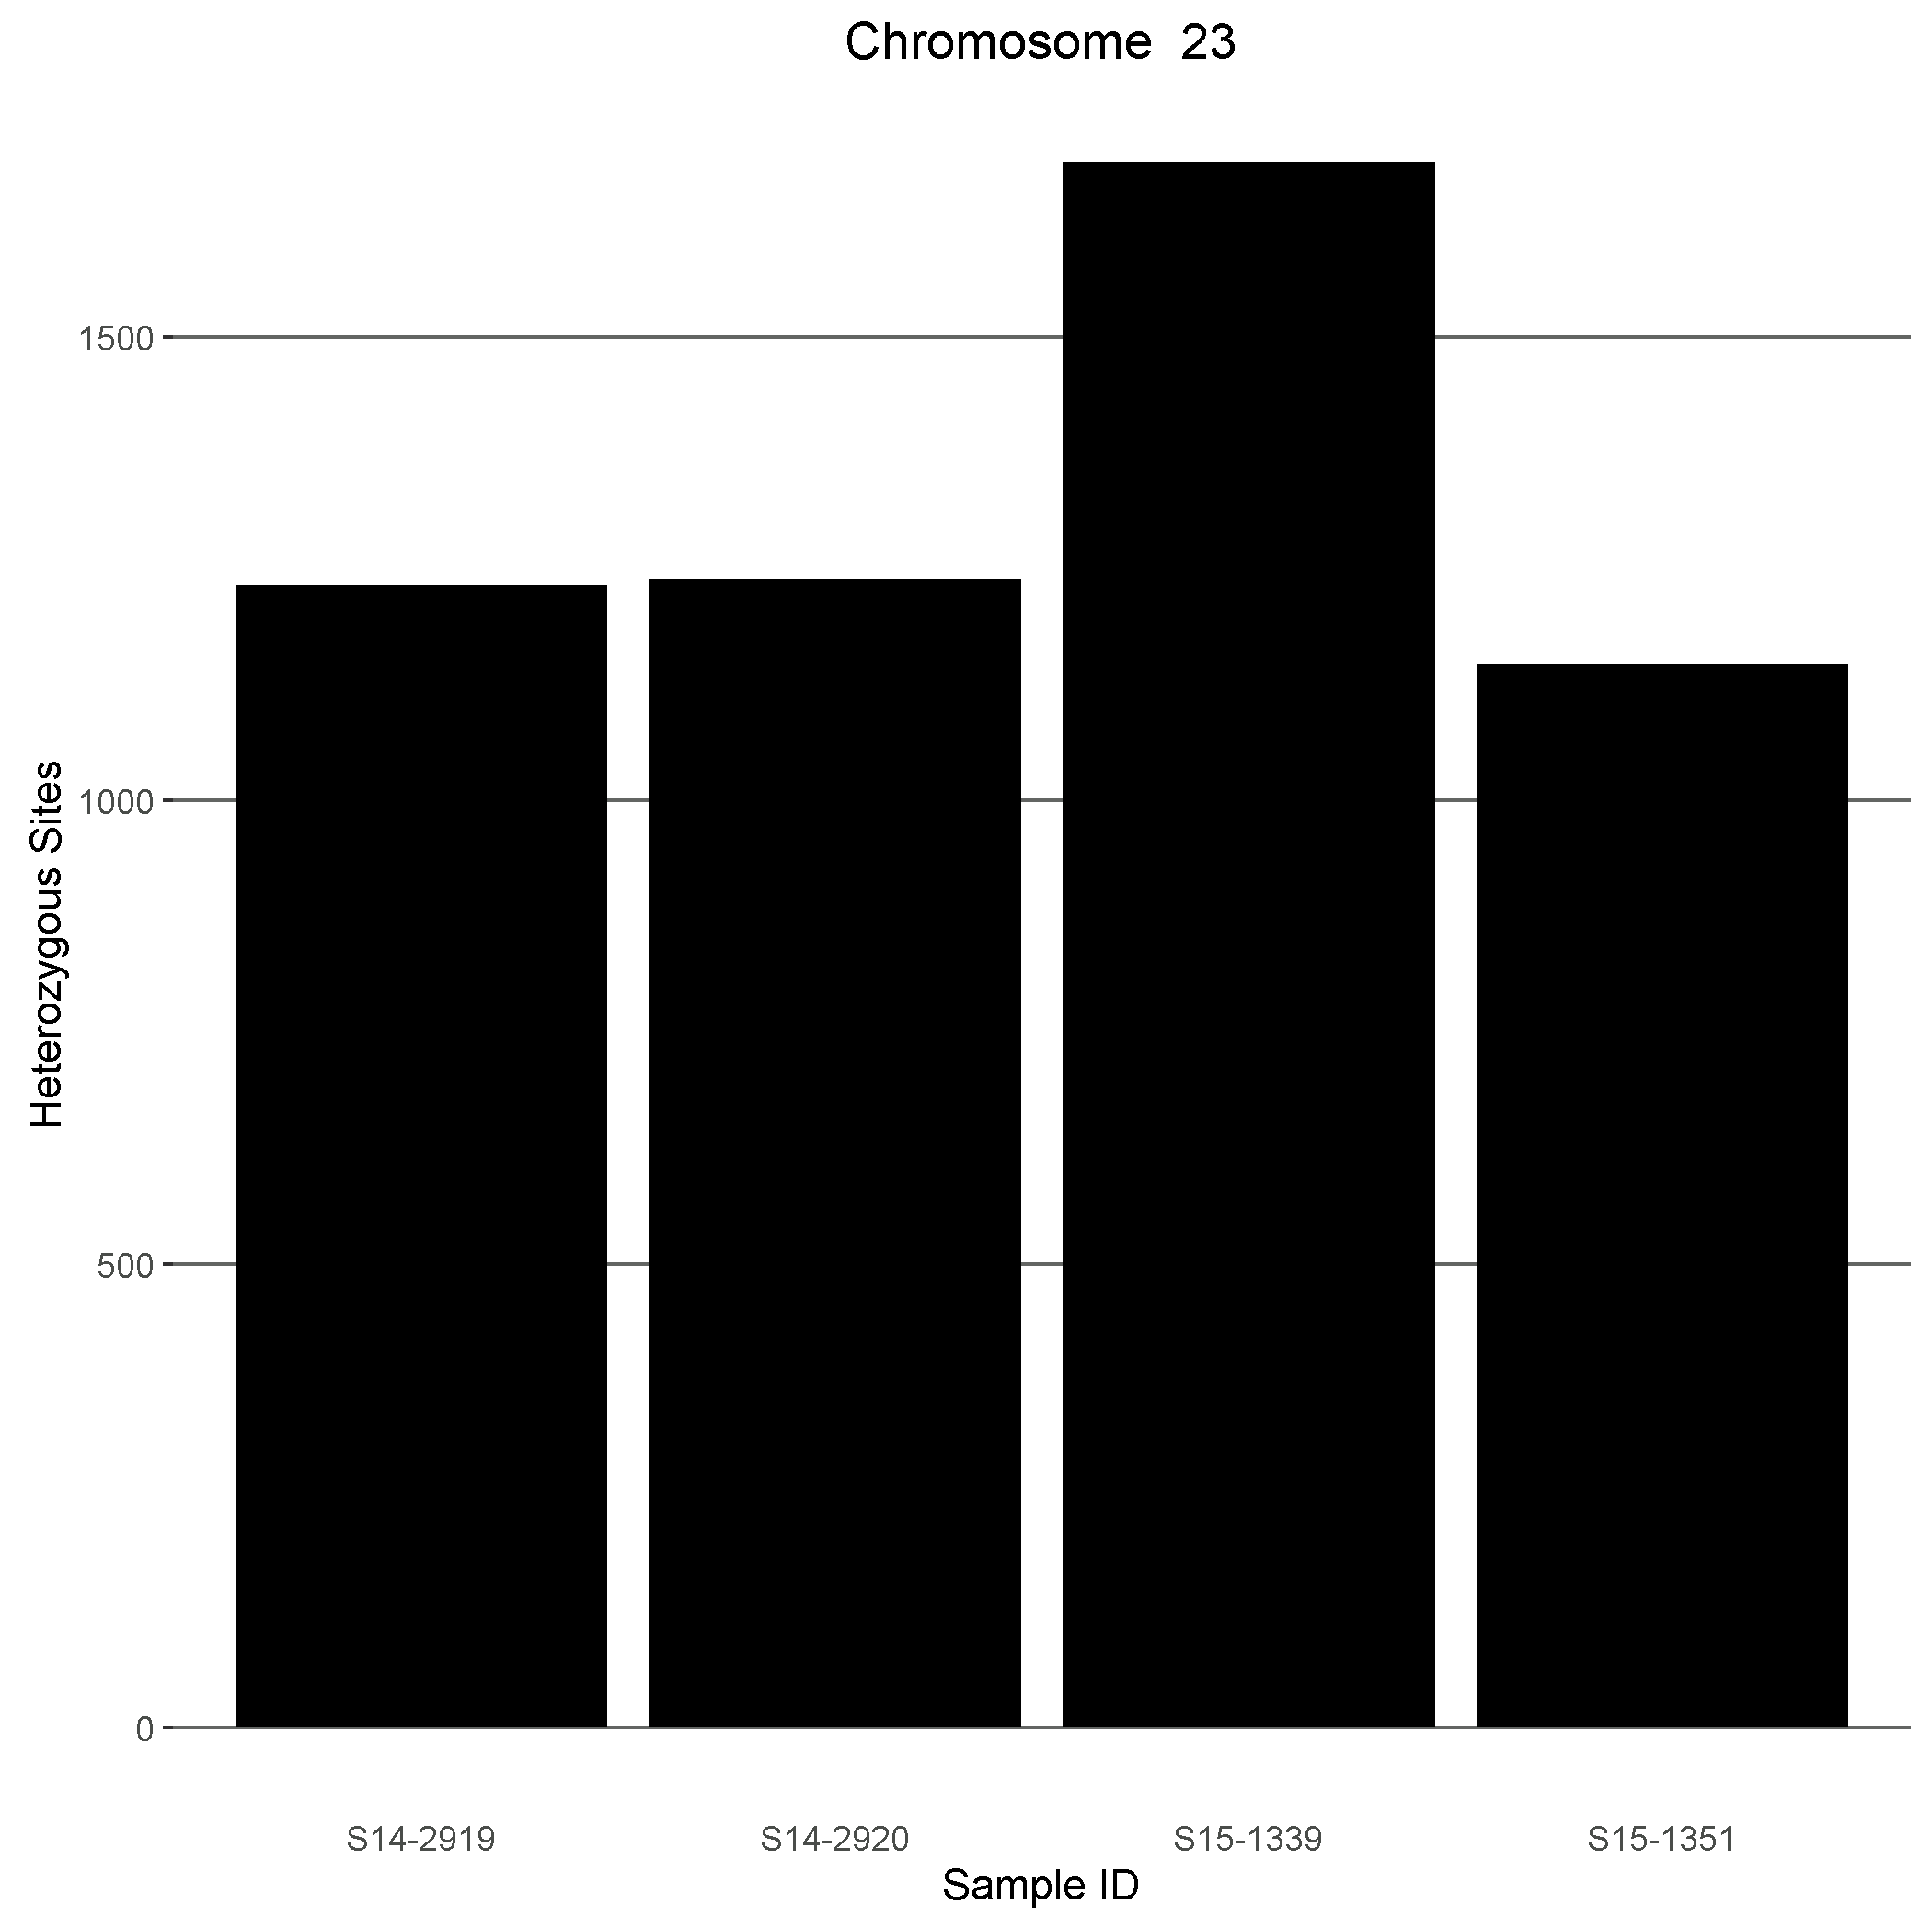 Chromosome  23
Heterozygous Sites
1500
1000
500
0
S14-2919
S14-2920
S15-1339
S15-1351
Sample ID